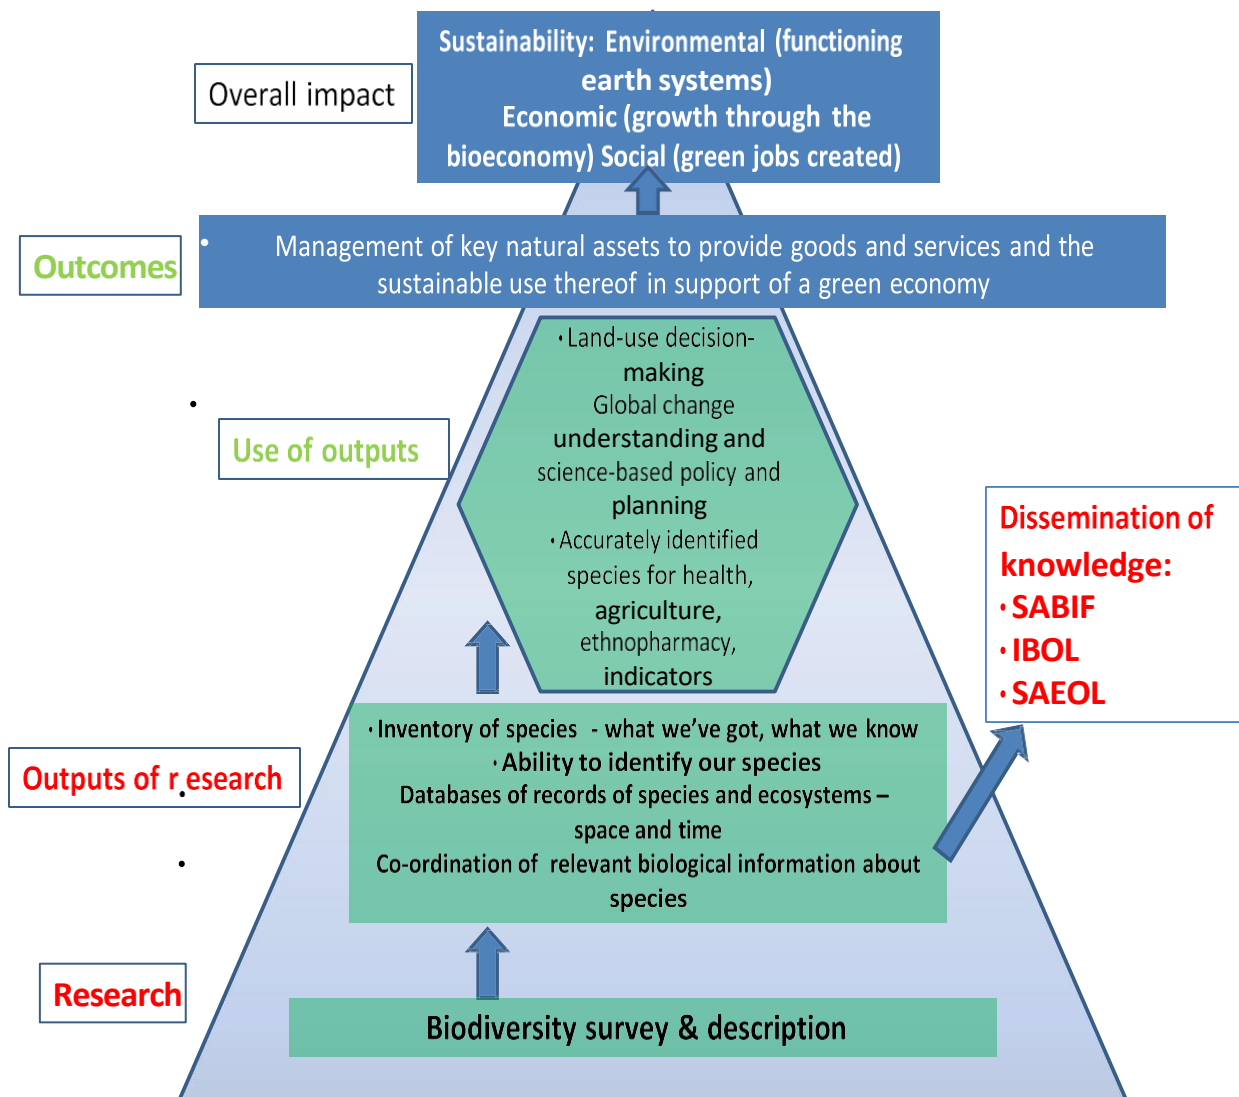 Sustainability: Environmental (functioning
earth systems)
Economic (growth through the
bioeconomy) Social (green jobs created)
Overall impact
• Management of key natural assets to provide goods and services and the
sustainable use thereof in support of a green economy
Outcomes
• Land-use decision-
making
Global change
understanding and
science-based policy and
planning
• Accurately identified
species for health,
agriculture,
ethnopharmacy,
indicators
•
Use of outputs
Dissemination of
knowledge:
• SABIF
• IBOL
• SAEOL
• Inventory of species - what we've got, what we know
• Ability to identify our species
Databases of records of species and ecosystems –
space and time
Co-ordination of relevant biological information about
species
Outputs of research
•
•
Research
Biodiversity survey & description